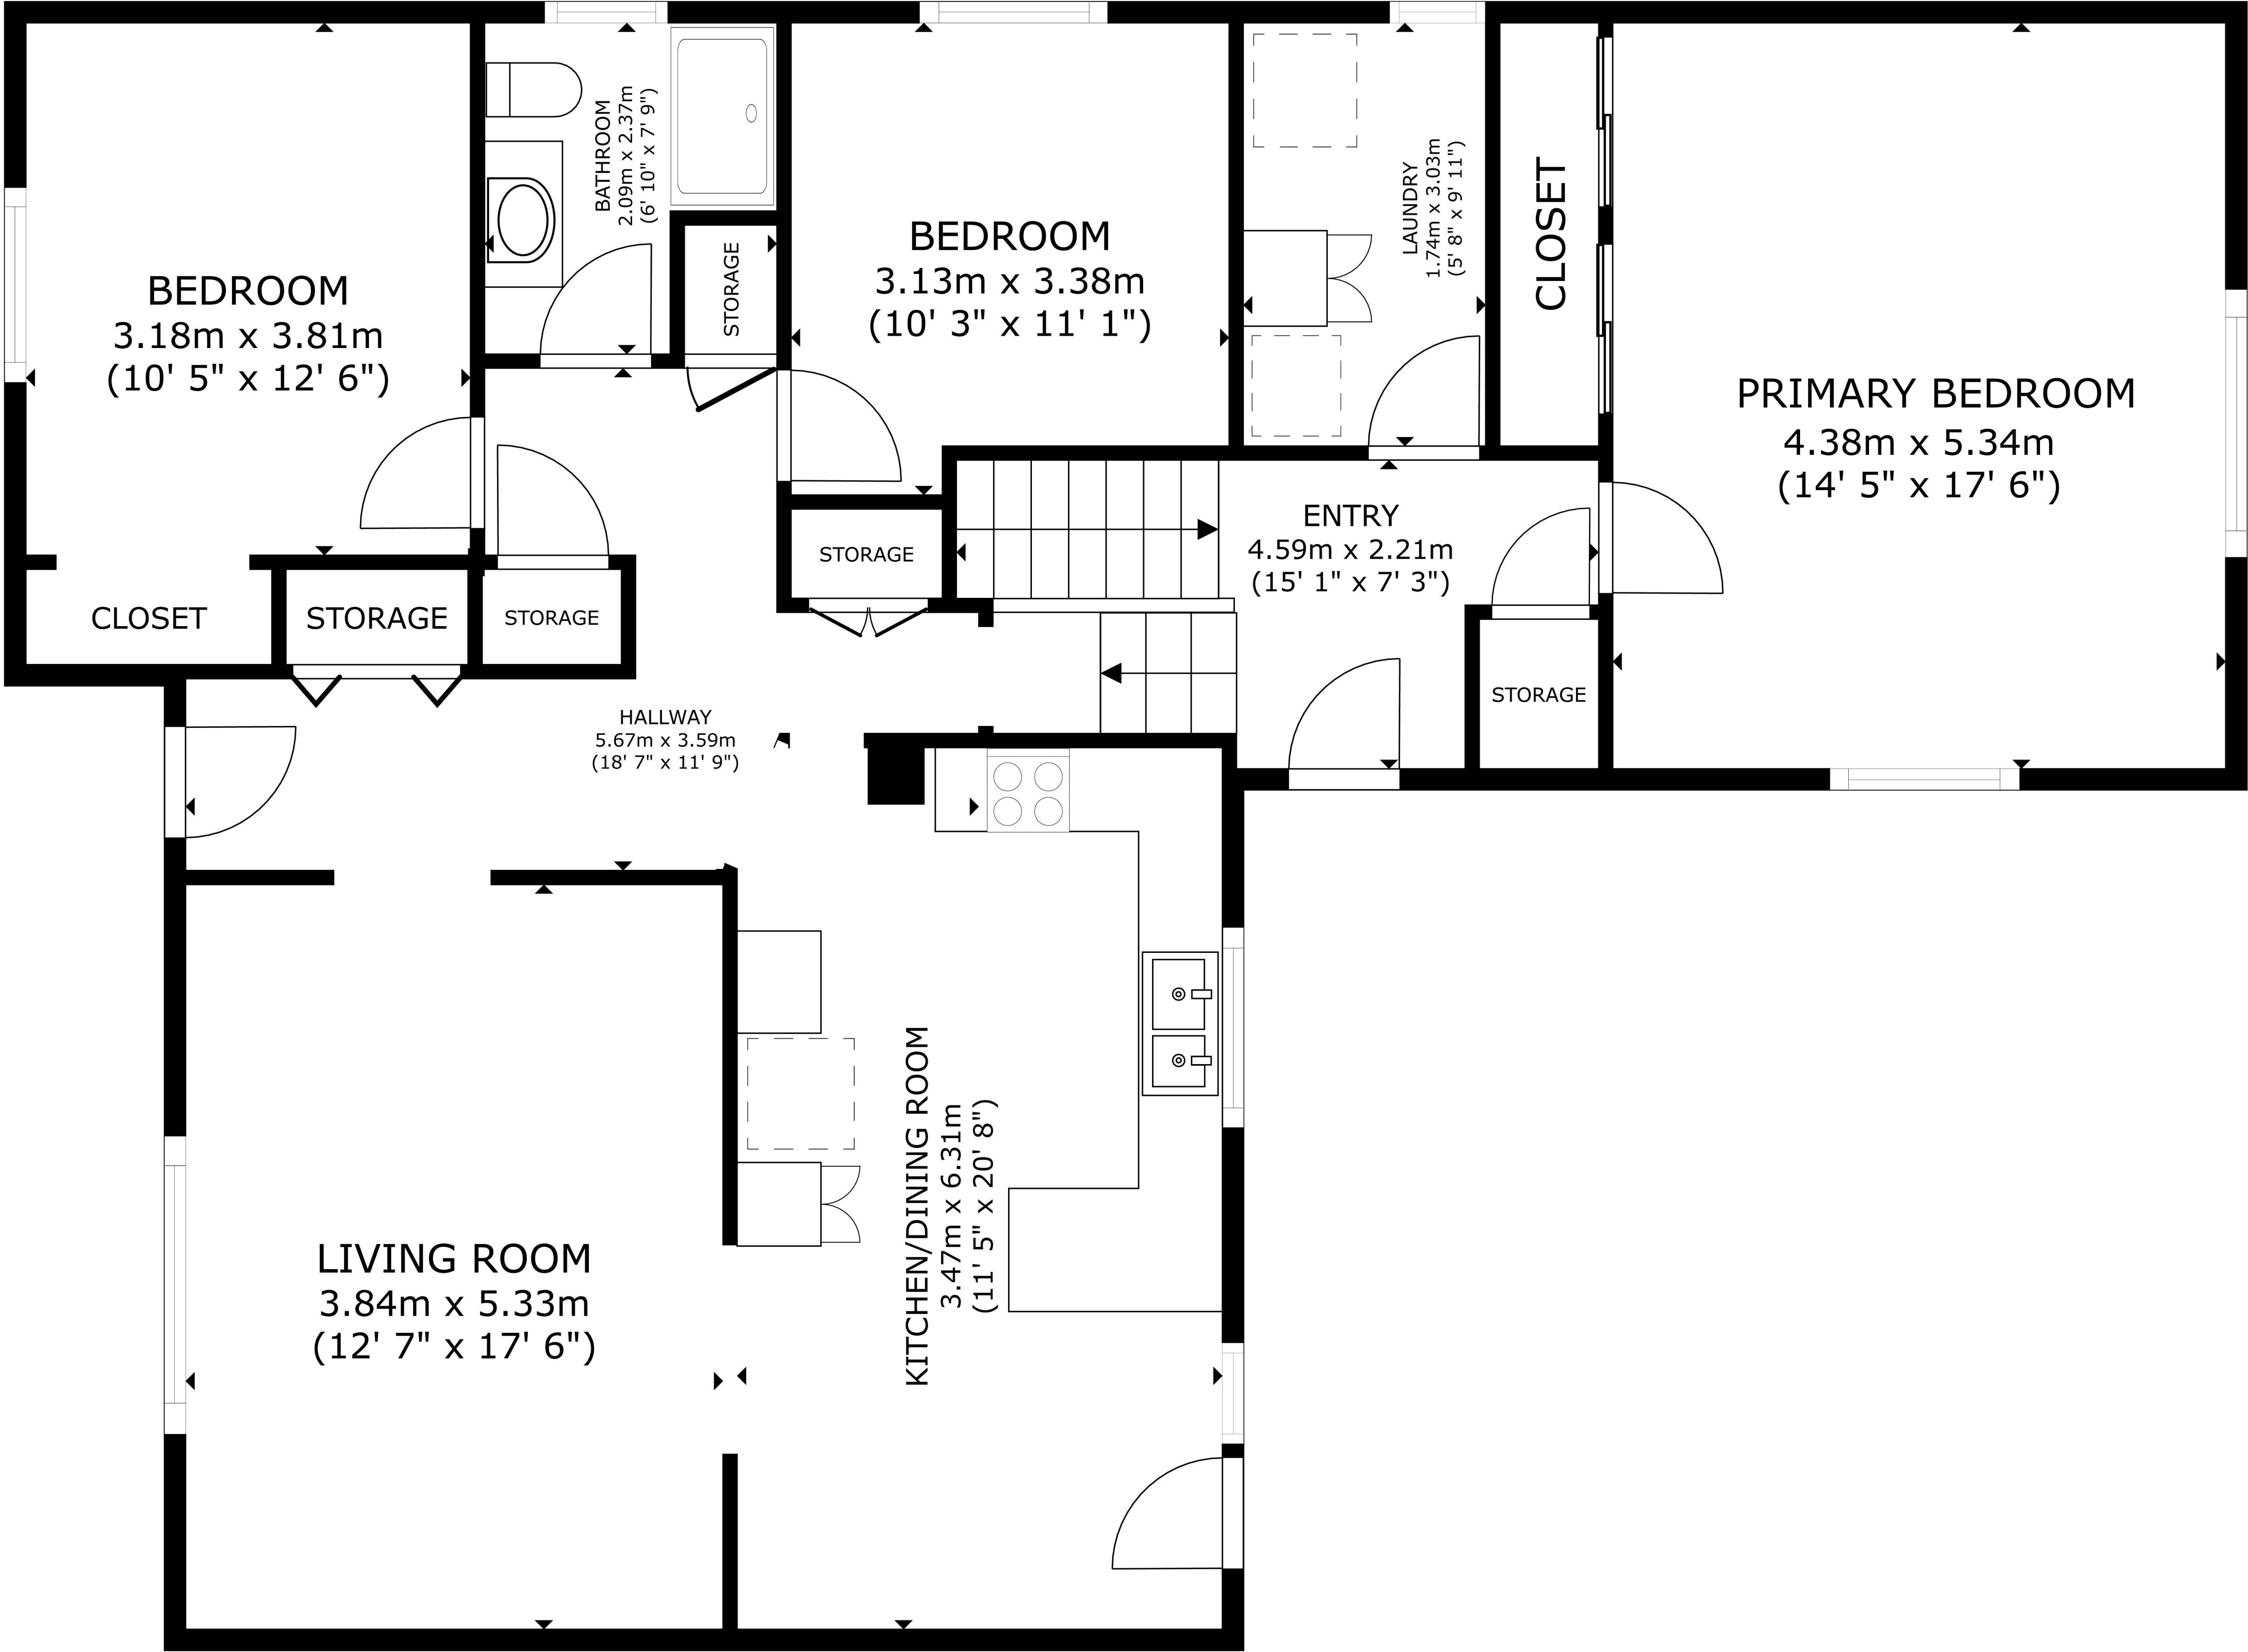 BEDROOM
3.18m x 3.81m
(10' 5" x 12' 6")
BATHROOM
2.09m x 2.37m
(6' 10" x 7' 9")
STORAGE
BEDROOM
3.13m x 3.38m
(10' 3" x 11' 1")
LAUNDRY
1.74m x 3.03m
(5' 8" x 9' 11")
CLOSET
PRIMARY BEDROOM
4.38m x 5.34m
(14' 5" x 17' 6")
ENTRY
4.59m x 2.21m
(15' 1" x 7' 3")
STORAGE
CLOSET
STORAGE
STORAGE
STORAGE
HALLWAY
5.67m x 3.59m
(18' 7" x 11' 9")
KITCHEN/DINING ROOM
3.47m x 6.31m
(11' 5" x 20' 8")
LIVING ROOM
3.84m x 5.33m
(12' 7" x 17' 6")